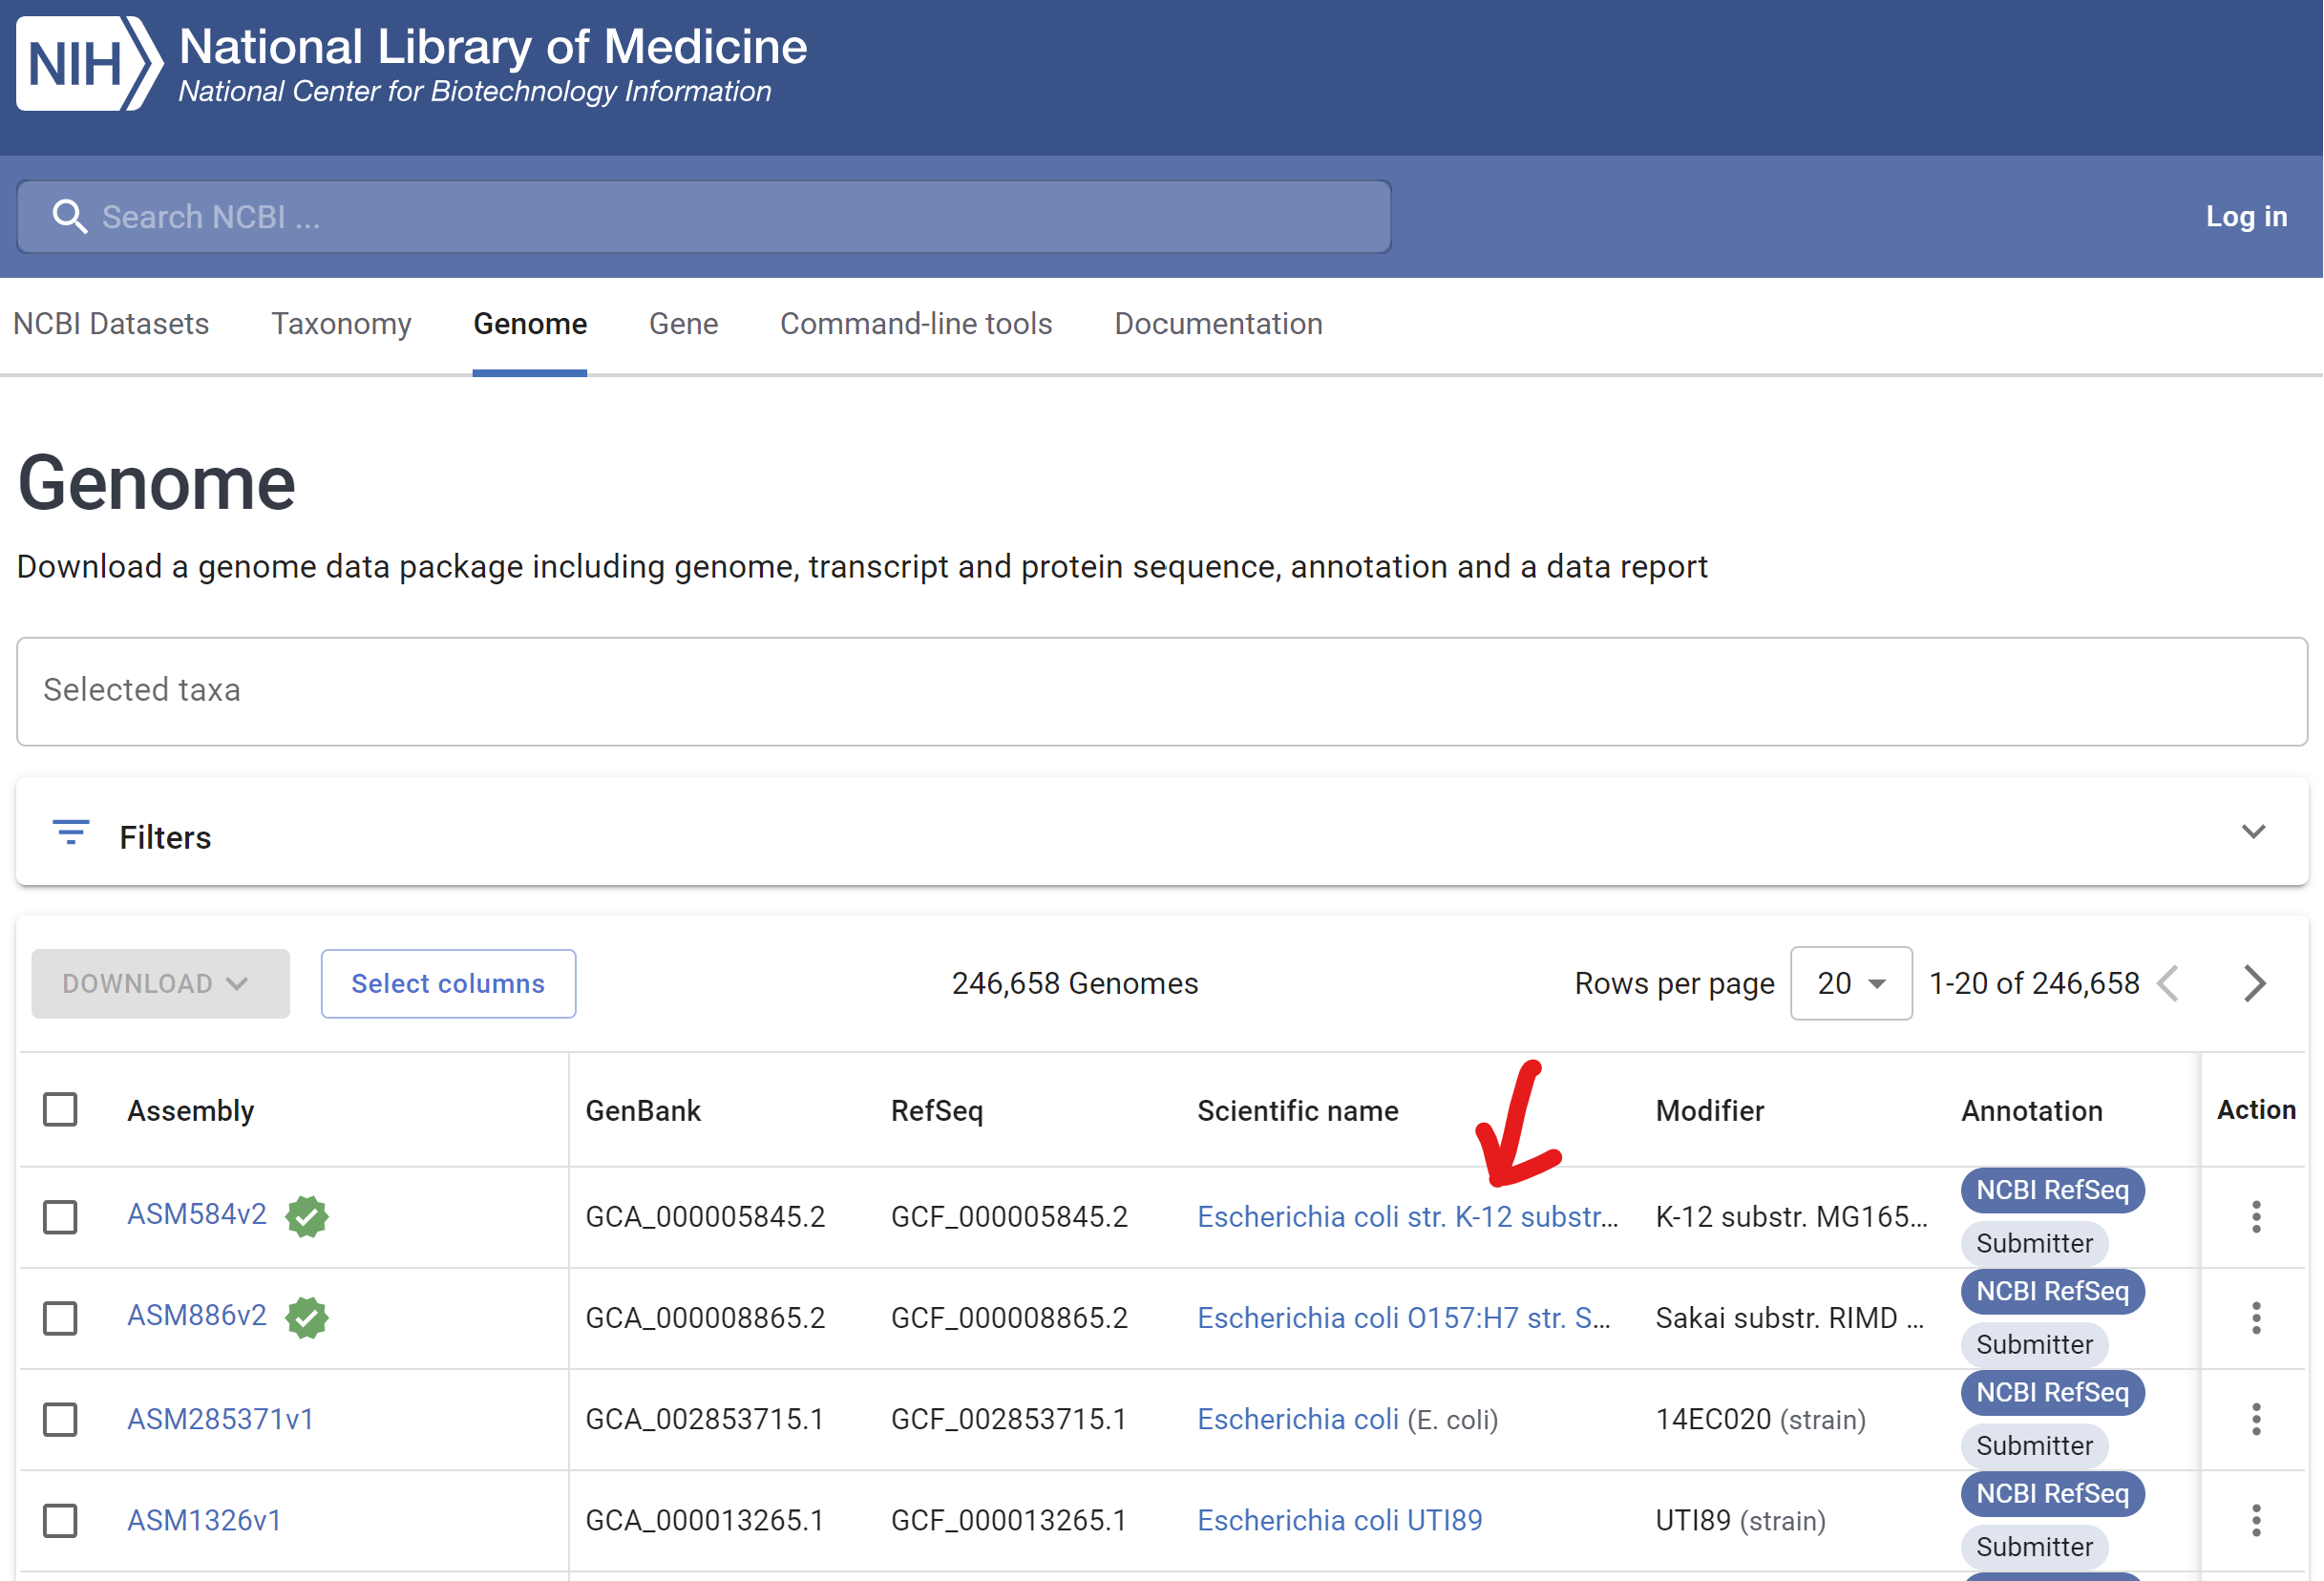 NIH National Library of Medicine
National Center for Biotechnology Information
Search NCBI ...
Log in
NCBI Datasets Taxonomy Genome Gene Command-line tools Documentation
Genome
Download a genome data package including genome, transcript and protein sequence, annotation and a data report
Selected taxa
Filters
DOWNLOAD Select columns 246,658 Genomes Rows per page 20 1-20 of 246,658
Assembly GenBank RefSeq Scientific name Modifier Annotation Action
ASM584v2 GCA_000005845.2 GCF_000005845.2 Escherichia coli str. K-12 substr... K-12 substr. MG165... NCBI RefSeq
Submitter
ASM886v2 GCA_000008865.2 GCF_000008865.2 Escherichia coli O157:H7 str. S... Sakai substr. RIMD ... NCBI RefSeq
Submitter
ASM285371v1 GCA_002853715.1 GCF_002853715.1 Escherichia coli (E. coli) 14EC020 (strain) NCBI RefSeq
Submitter
ASM1326v1 GCA_000013265.1 GCF_000013265.1 Escherichia coli UTI89 UTI89 (strain) NCBI RefSeq
Submitter